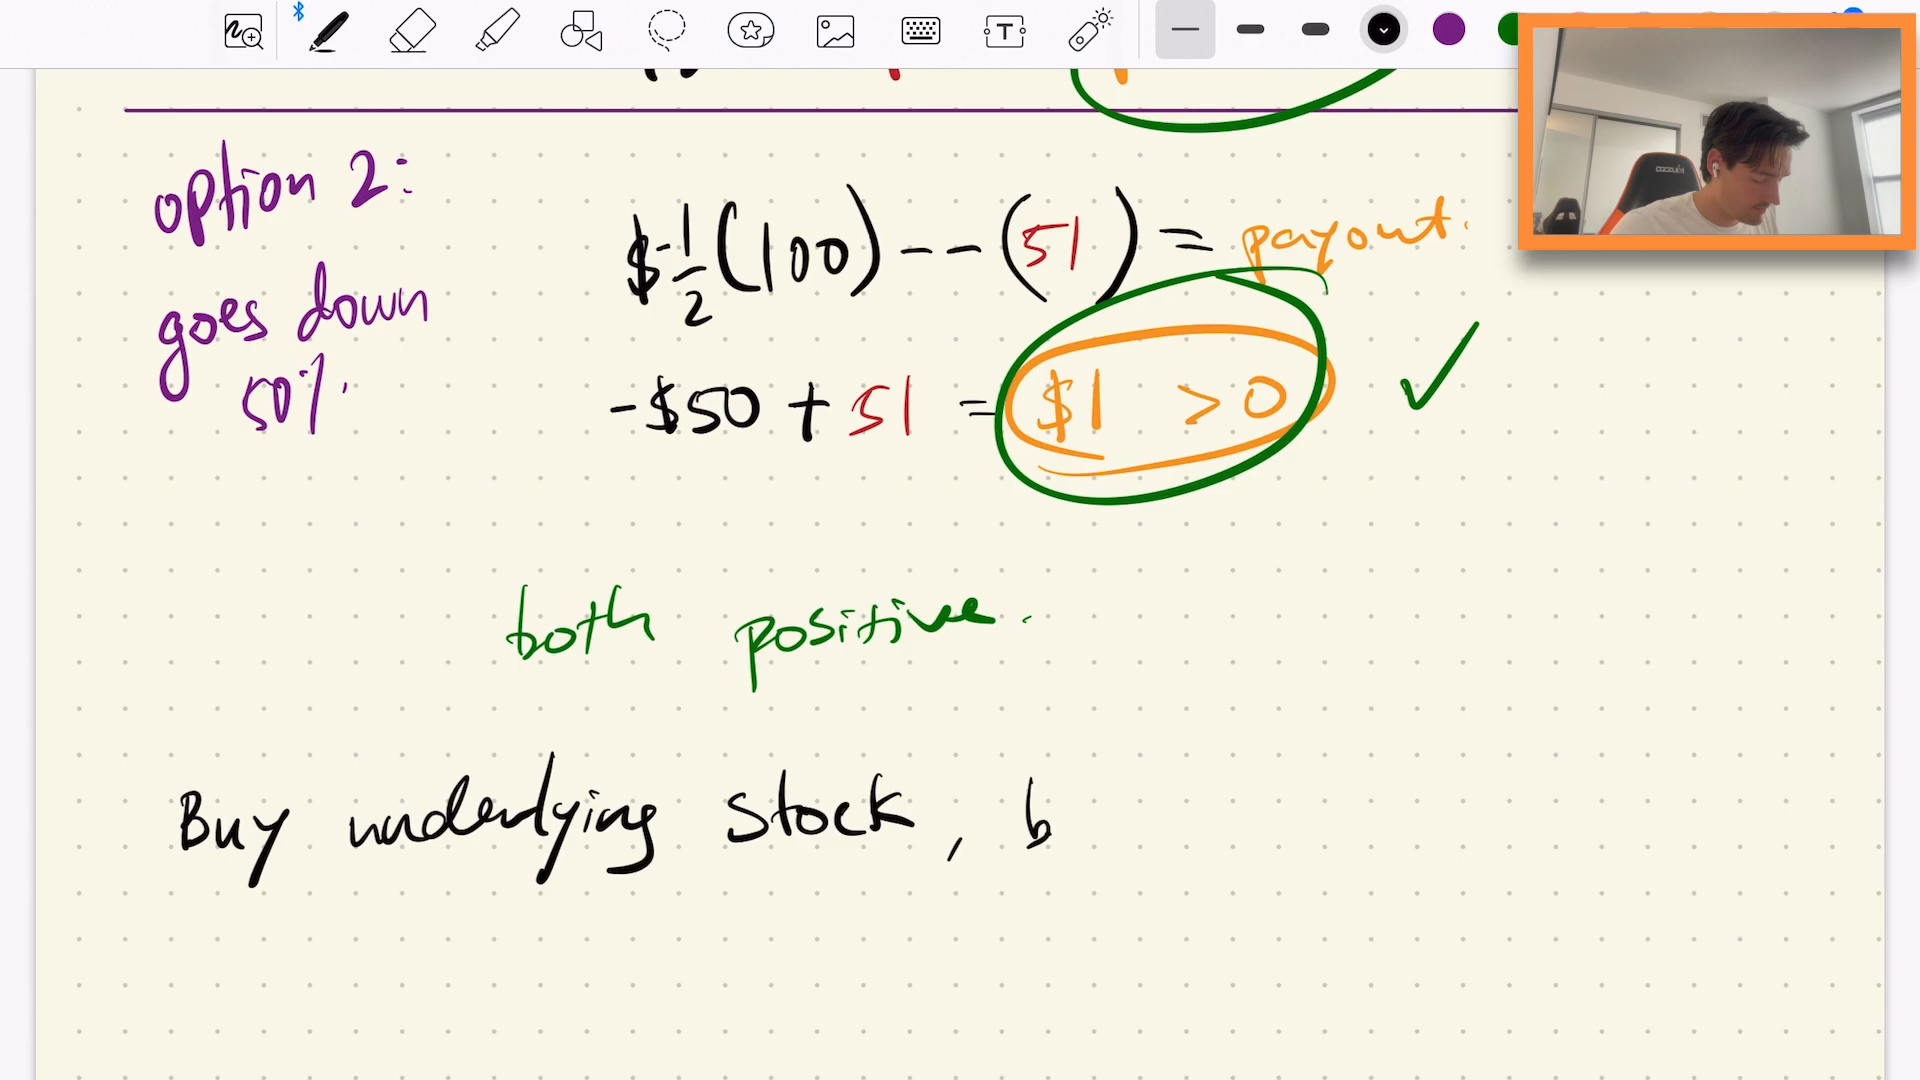 option 2:
goes down
50%.
$-1/2(100) -- (51) = payout.
-$50 + 51 = $1 > 0 ✓
both positive.
Buy underlying stock, b